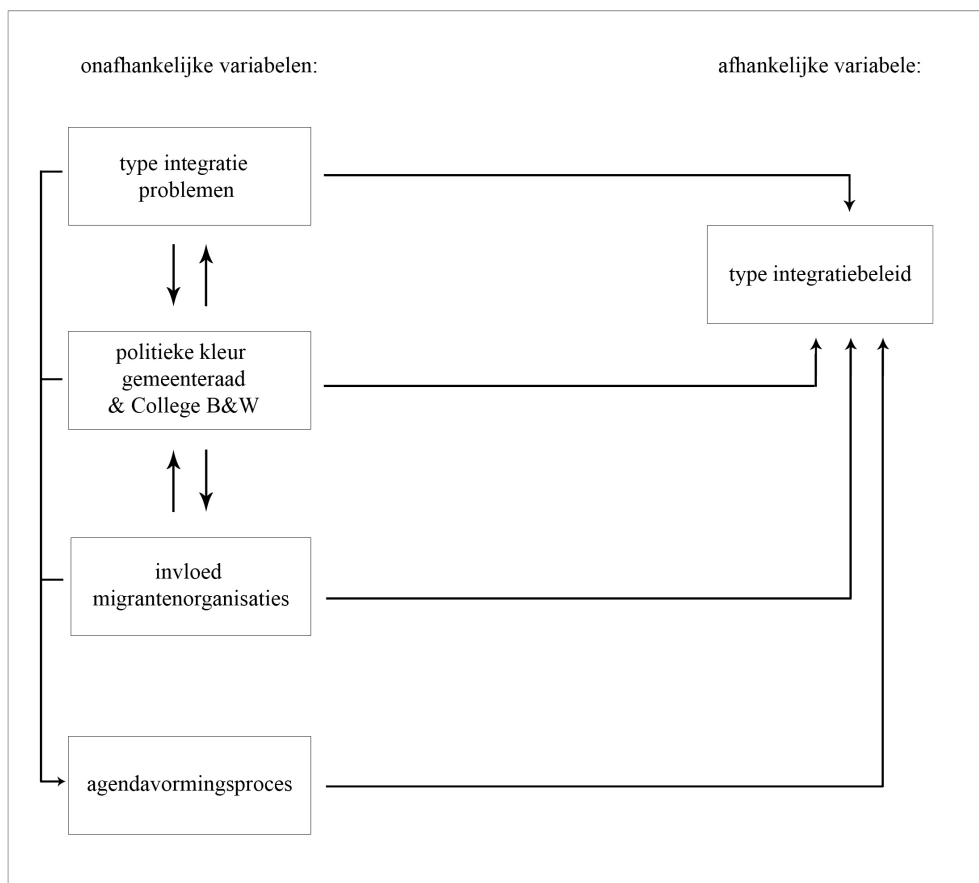 onafhankelijke variabelen:
afhankelijke variabele:
type integratie
problemen
type integratiebeleid
politieke kleur
gemeenteraad
& College B&W
invloed
migrantenorganisaties
agendavormingsproces